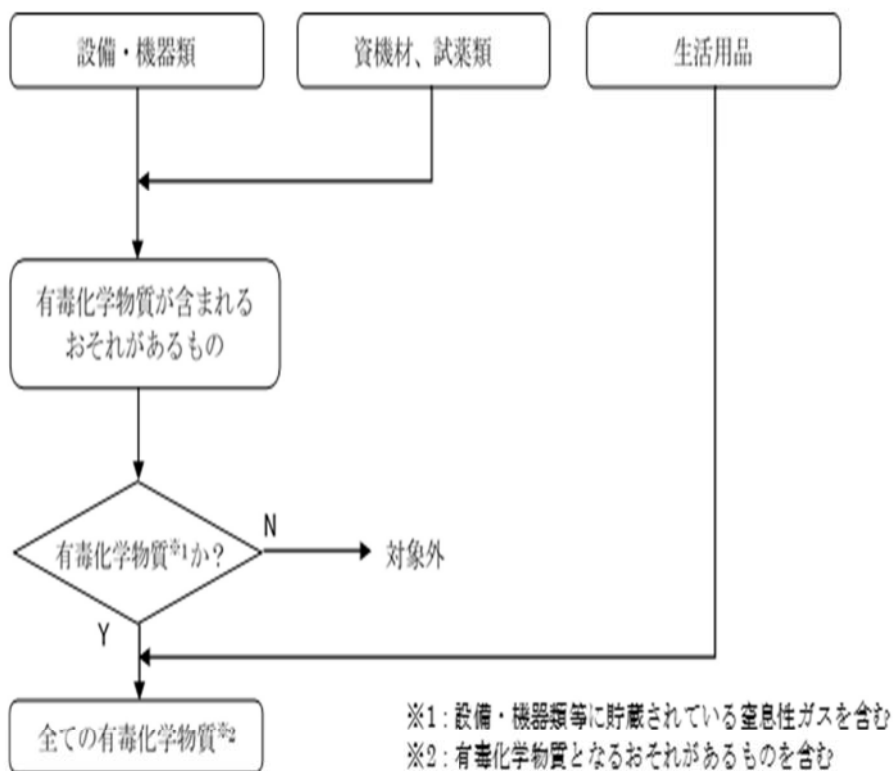 設備・機器類
資機材、試薬類
生活用品
有毒化学物質が含まれる
おそれがあるもの
有毒化学物質※1か?
N
対象外
Y
全ての有毒化学物質※2
※1:設備・機器類等に貯蔵されている窒息性ガスを含む
※2:有毒化学物質となるおそれがあるものを含む